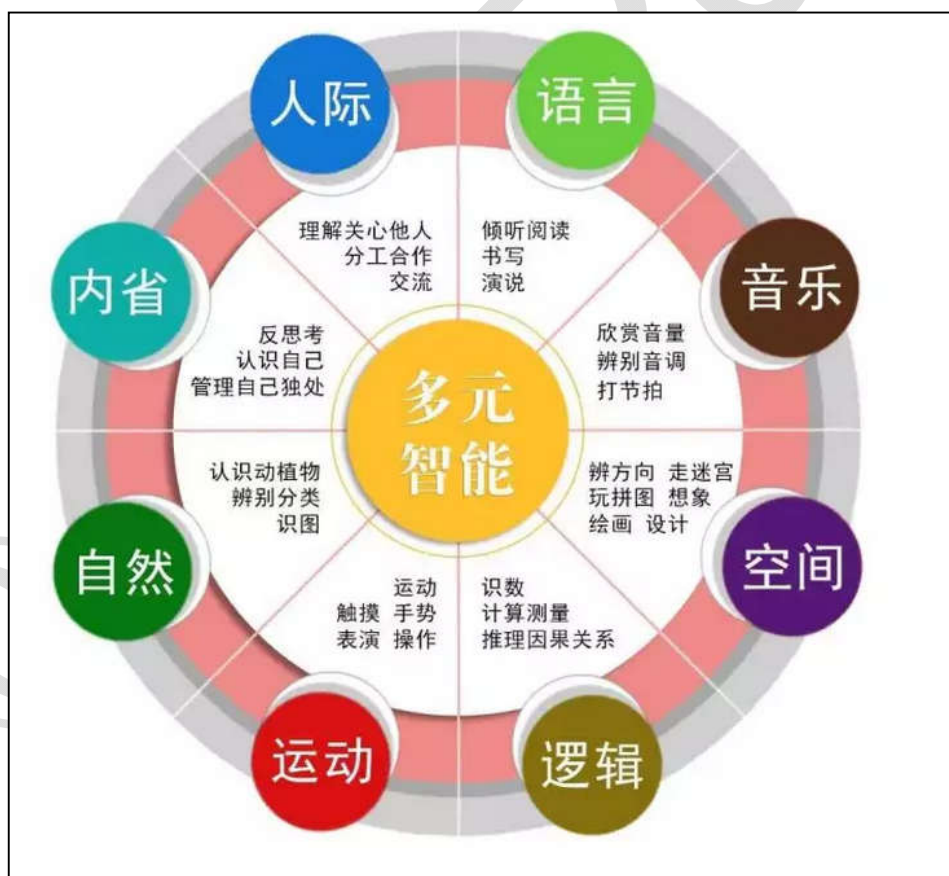 多元
智能
语言
倾听阅读
书写
演说
音乐
欣赏音量
辨别音调
打节拍
空间
辨方向 走迷宫
玩拼图 想象
绘画 设计
逻辑
识数
计算测量
推理因果关系
运动
运动
触摸 手势
表演 操作
自然
认识动植物
辨别分类
识图
内省
反思考
认识自己
管理自己独处
人际
理解关心他人
分工合作
交流